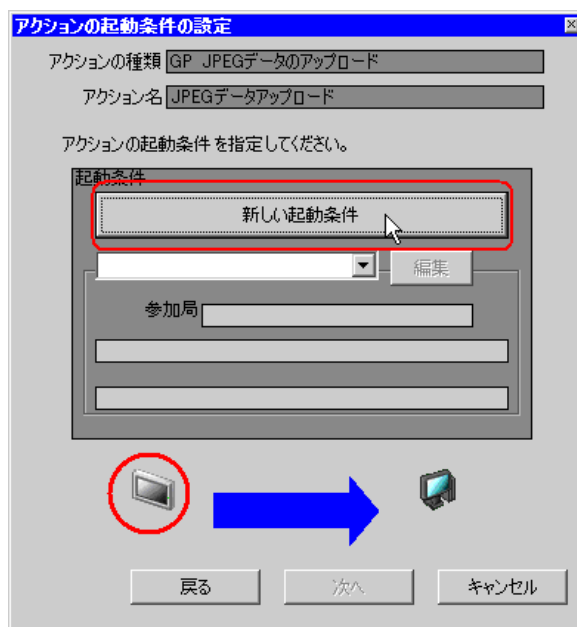 アクションの起動条件の設定
アクションの種類 GP JPEGデータのアップロード
アクション名 JPEGデータアップロード
アクションの起動条件を指定してください。
起動条件
新しい起動条件
編集
参加局
戻る 次へ キャンセル